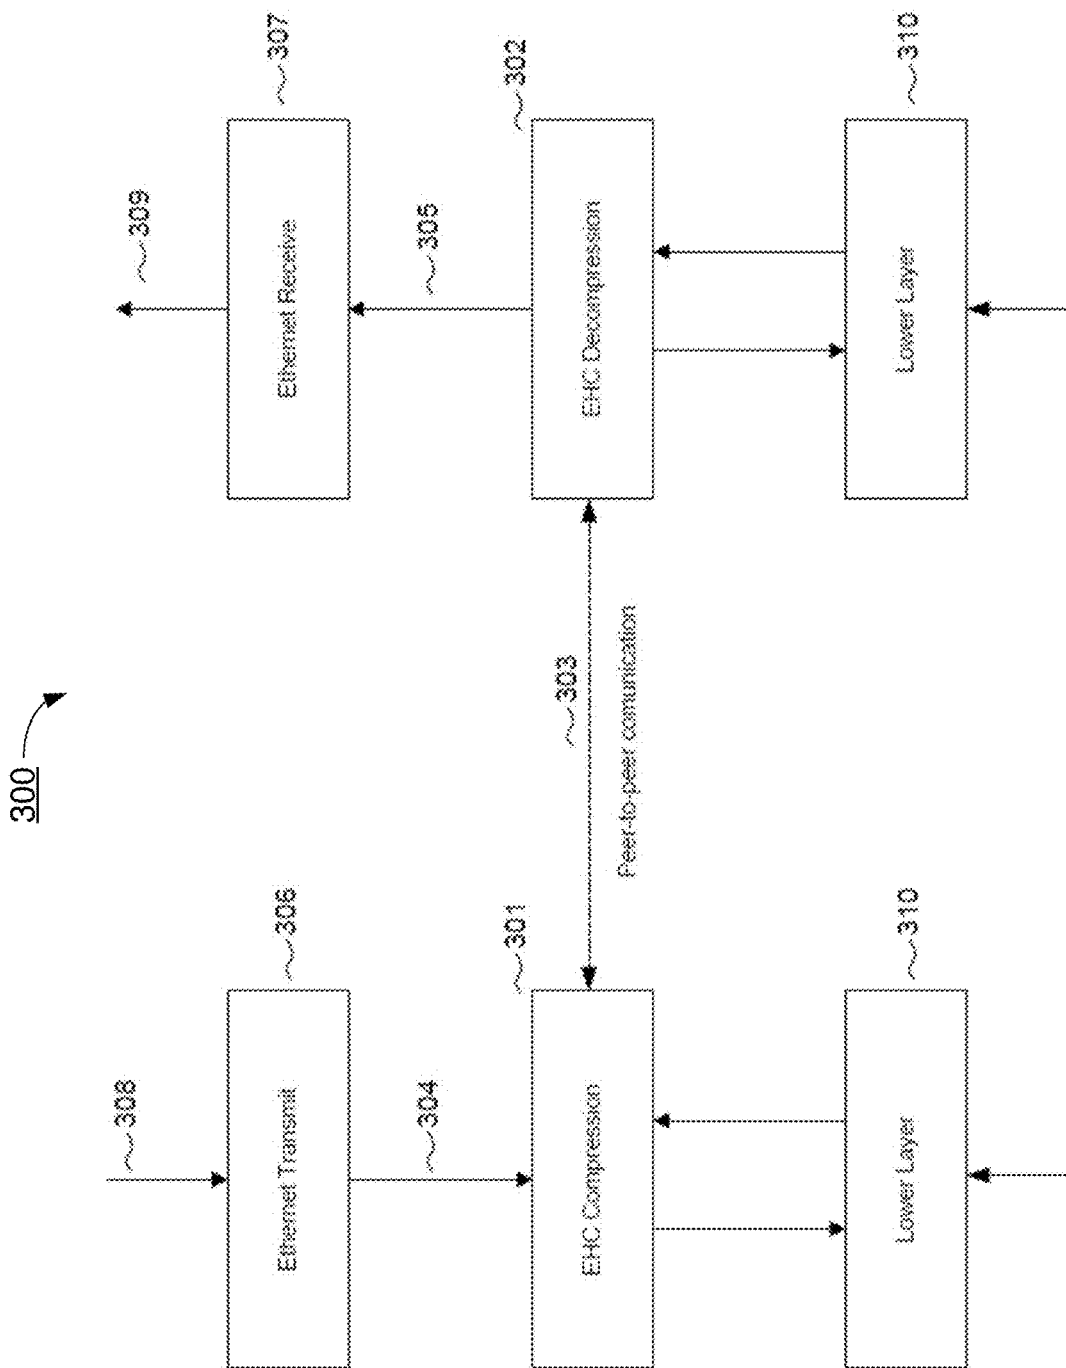 300
308
309
306
307
Ethernet Transmit
Ethernet Receive
304
305
301
302
EHC Compression
303
EHC Decompression
Peer-to-peer comunication
310
310
Lower Layer
Lower Layer